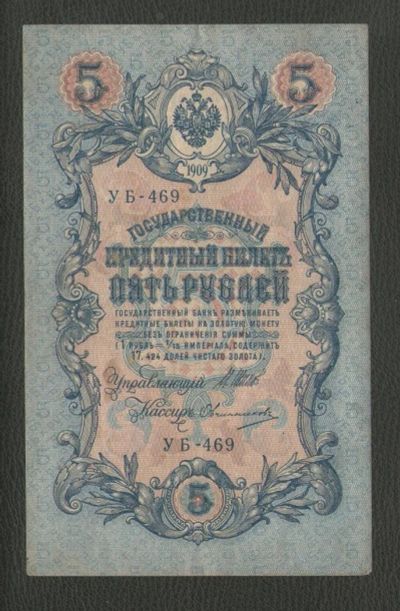 5 5
1909
УБ-469
ГОСУДАРСТВЕННЫЙ
КРЕДИТНЫЙ БИЛЕТЪ
ПЯТЬ РУБЛЕЙ
ГОСУДАРСТВЕННЫЙ БАНКЪ РАЗМѢНИВАЕТЪ
КРЕДИТНЫЕ БИЛЕТЫ НА ЗОЛОТУЮ МОНЕТУ
БЕЗЪ ОГРАНИЧЕНІЯ СУММЫ
(1 РУБЛЬ = 1/15 ИМПЕРІАЛА, СОДЕРЖИТЪ
17,424 ДОЛЕЙ ЧИСТАГО ЗОЛОТА).
Управляющій
Кассиръ
УБ-469
5